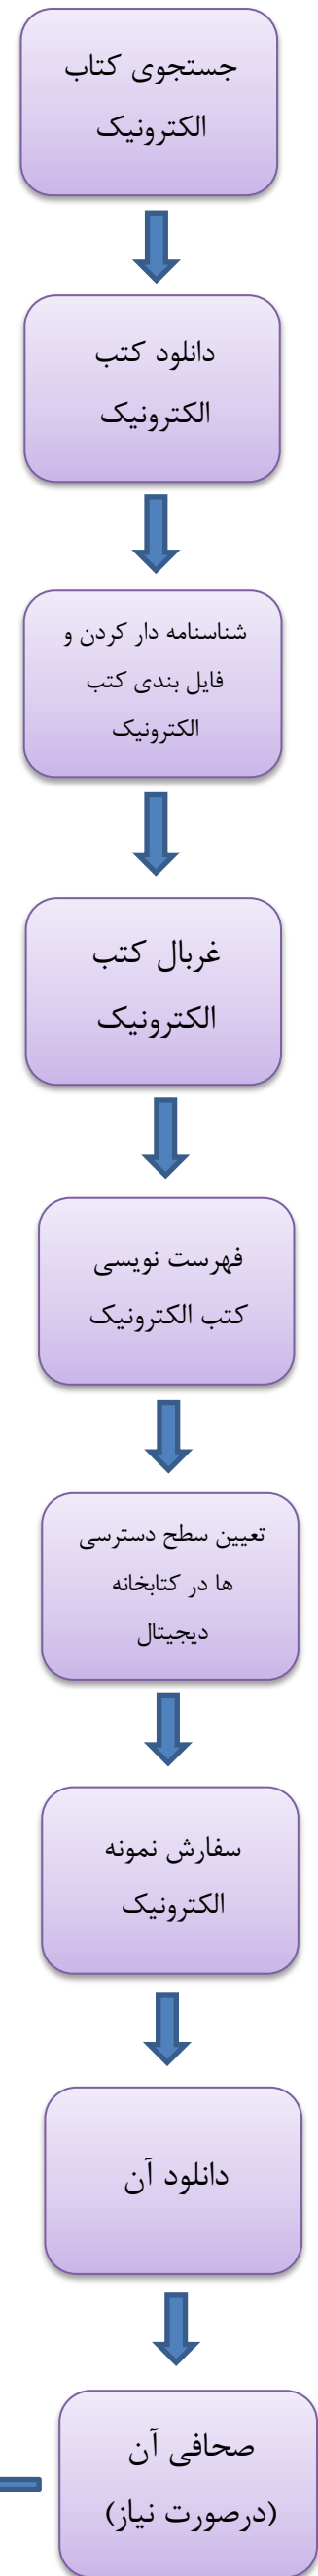 جستجوی کتاب
الکترونیک
دانلود کتب
الکترونیک
شناسنامه دار کردن و
فایل بندی کتب
الکترونیک
غربال کتب
الکترونیک
فهرست نویسی
کتب الکترونیک
تعیین سطح دسترسی
ها در کتابخانه
دیجیتال
سفارش نمونه
الکترونیک
دانلود آن
صحافی آن
(درصورت نیاز)